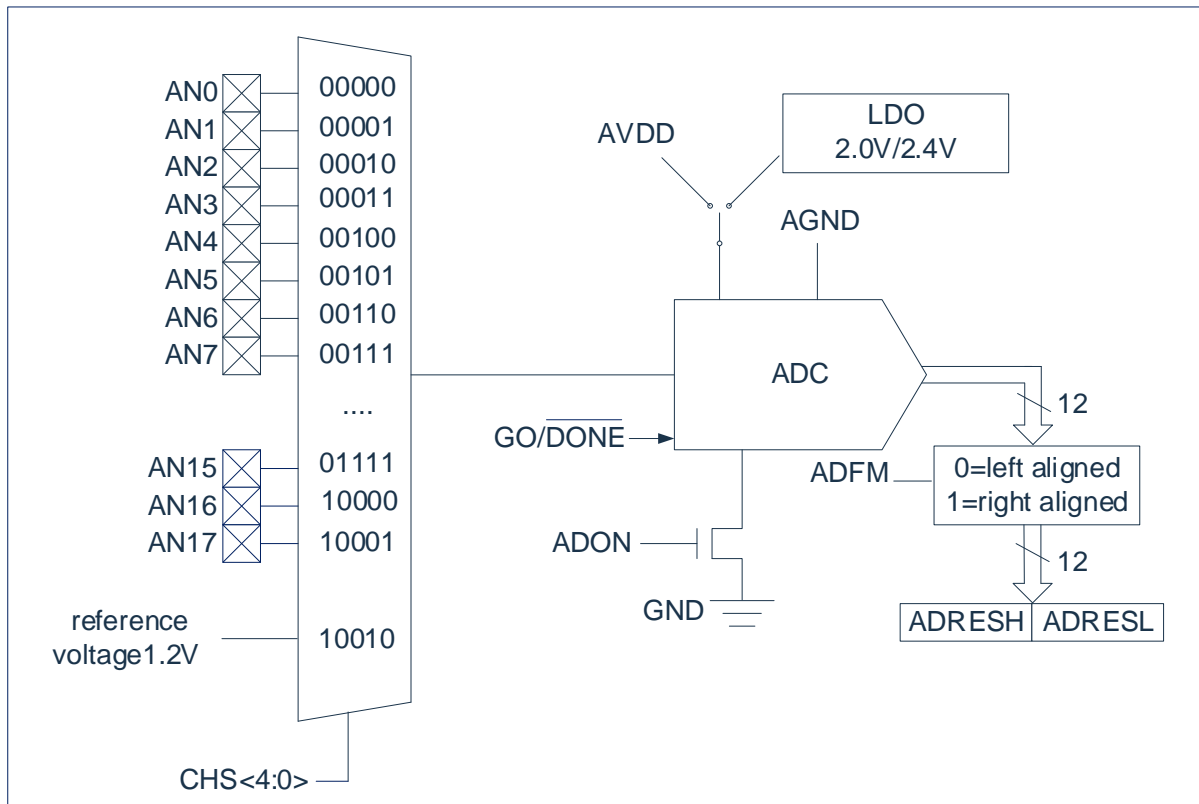 AN0
00000
AN1
00001
AN2
00010
AN3
00011
AN4
00100
AN5
00101
AN6
00110
AN7
00111
....
AN15
01111
AN16
10000
AN17
10001
reference
voltage1.2V
10010
CHS<4:0>
AVDD
LDO
2.0V/2.4V
AGND
ADC
GO/DONE
12
ADFM
0=left aligned
1=right aligned
ADON
12
GND
ADRESH
ADRESL